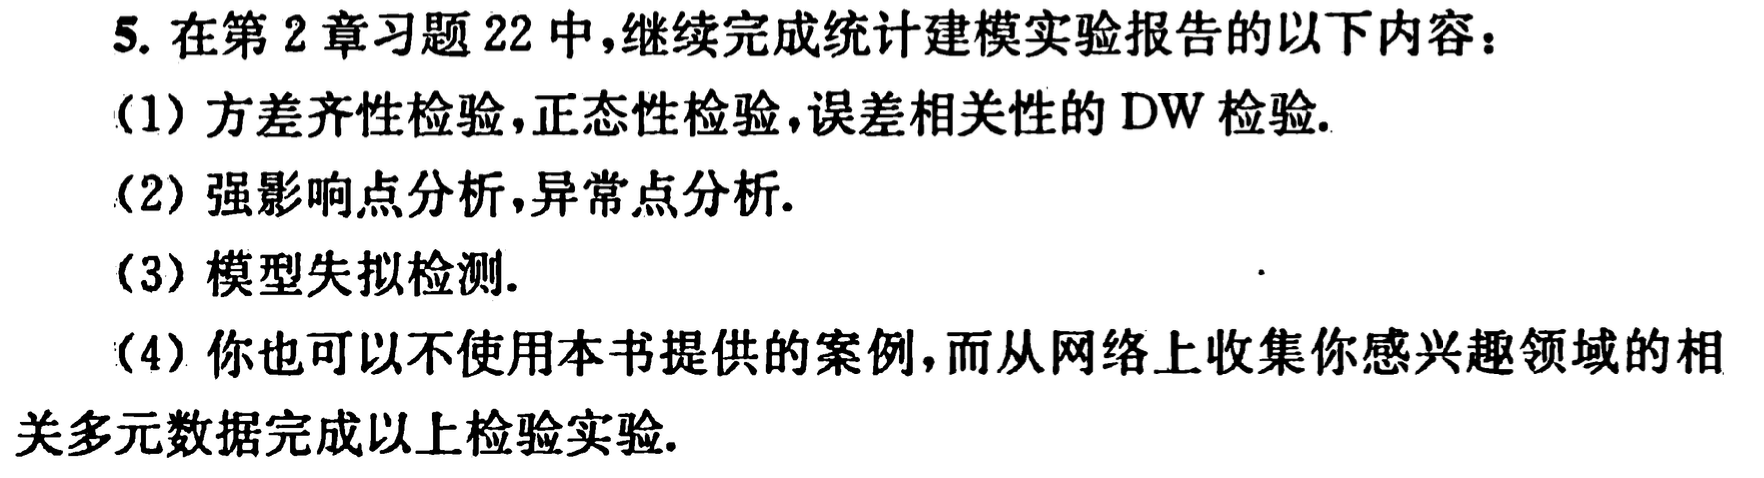 5. 在第 2 章习题 22 中,继续完成统计建模实验报告的以下内容:
(1) 方差齐性检验,正态性检验,误差相关性的 DW 检验.
(2) 强影响点分析,异常点分析.
(3) 模型失拟检测.
(4) 你也可以不使用本书提供的案例,而从网络上收集你感兴趣领域的相
关多元数据完成以上检验实验.